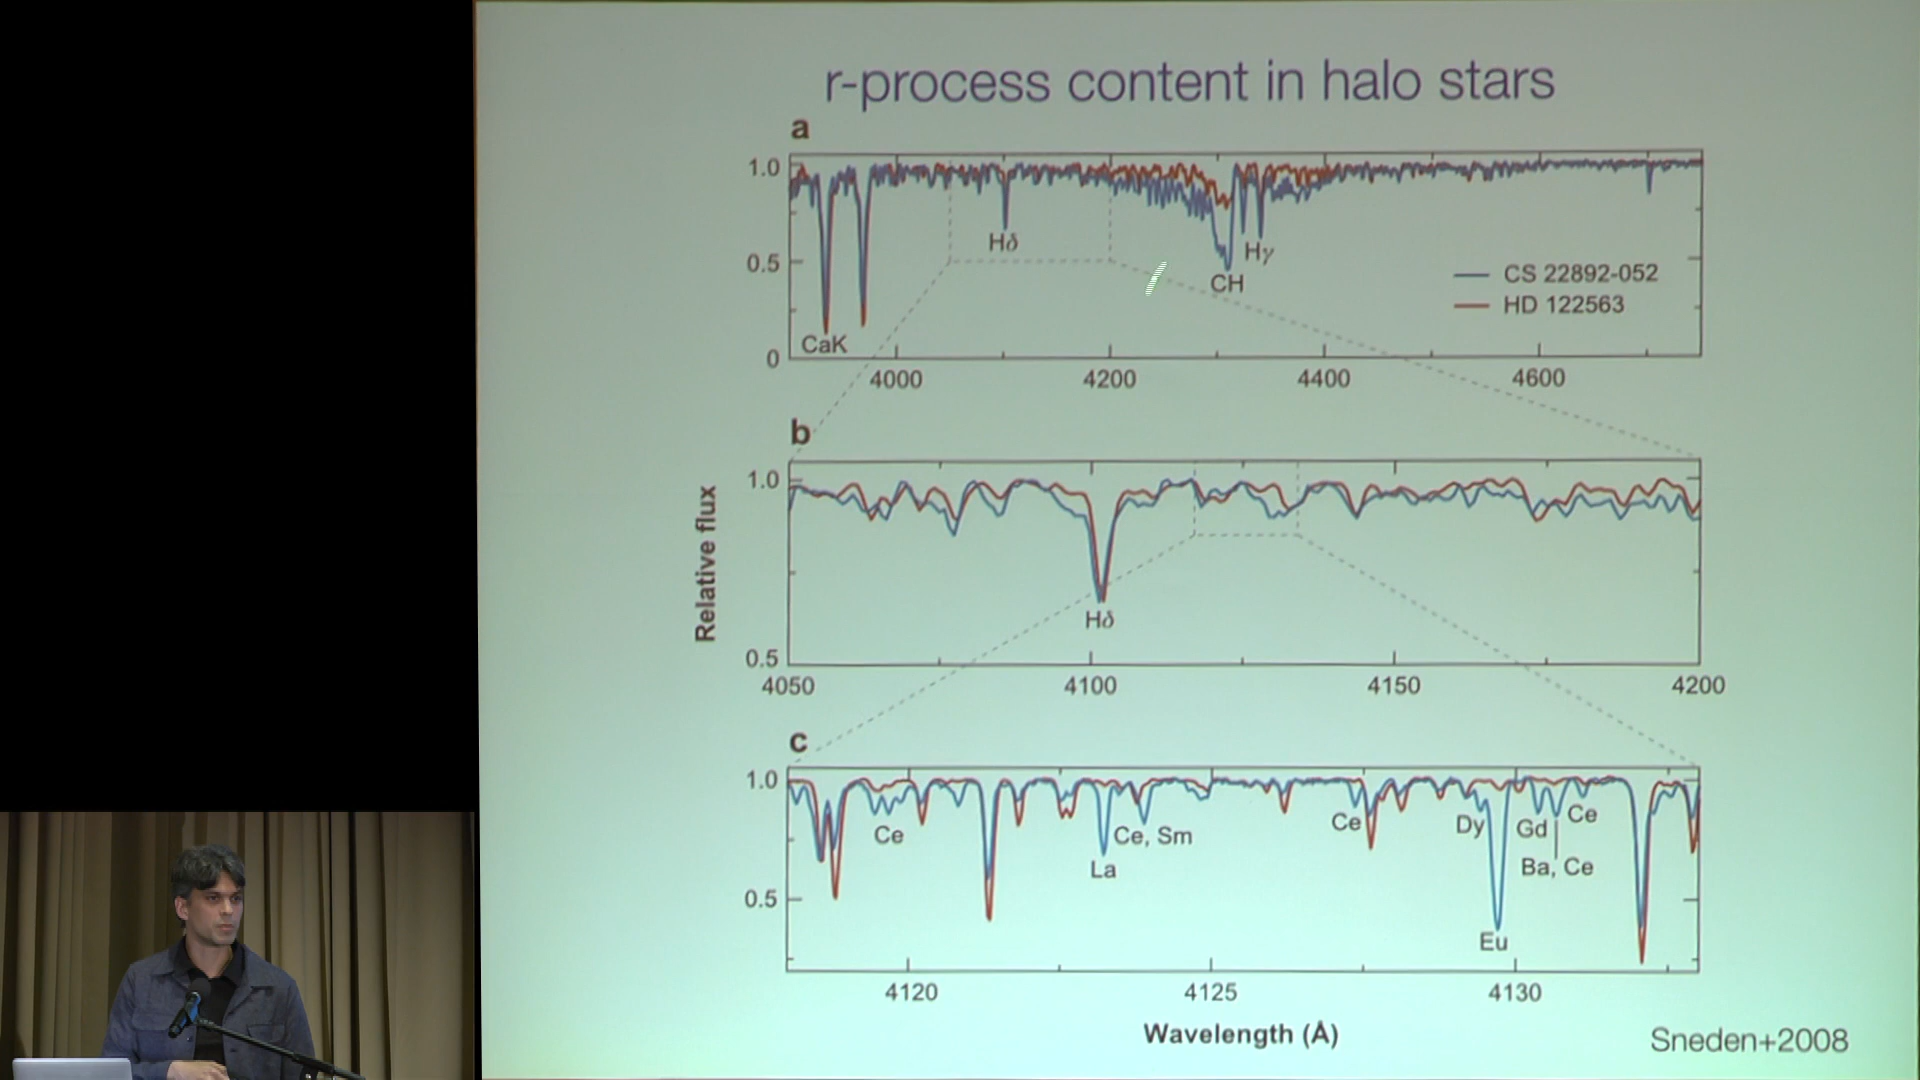 r-process content in halo stars
a
1.0
0.5
0
Hδ
Hγ
CH
CaK
CS 22892-052
HD 122563
4000 4200 4400 4600
b
Relative flux
1.0
0.5
Hδ
4050 4100 4150 4200
c
1.0
0.5
Ce
Ce, Sm
La
Ce
Dy
Gd
Ce
Ba, Ce
Eu
4120 4125 4130
Wavelength (Å)
Sneden+2008